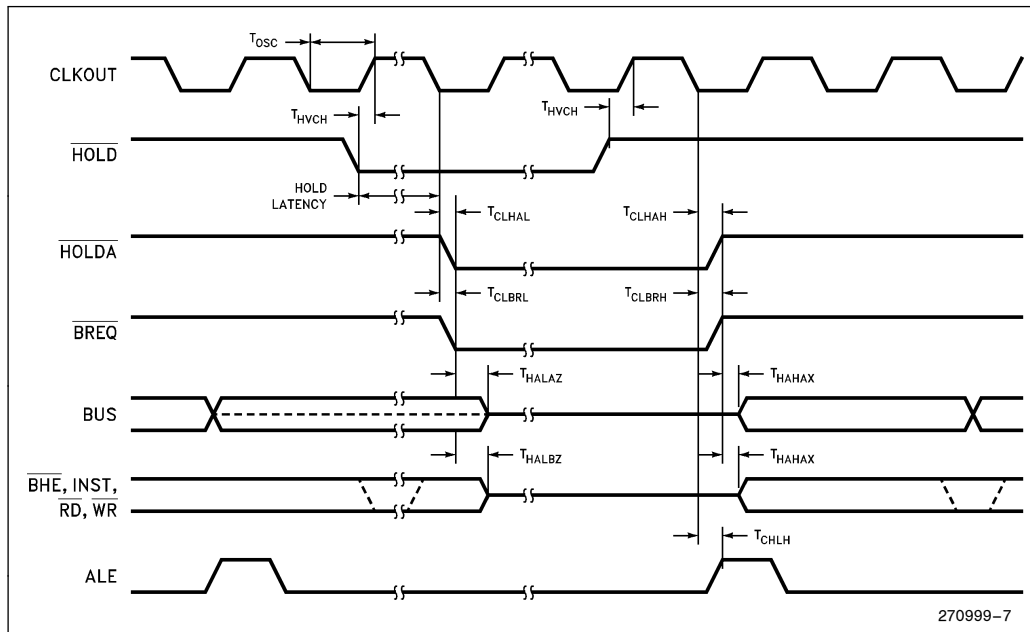 T_OSC
CLKOUT
T_HVCH
T_HVCH
HOLD
HOLD
LATENCY
T_CLHAL
T_CLHAH
HOLDA
T_CLBRL
T_CLBRH
BREQ
T_HALAZ
T_HAHAX
BUS
T_HALBZ
T_HAHAX
BHE, INST,
RD, WR
T_CHLH
ALE
270999-7